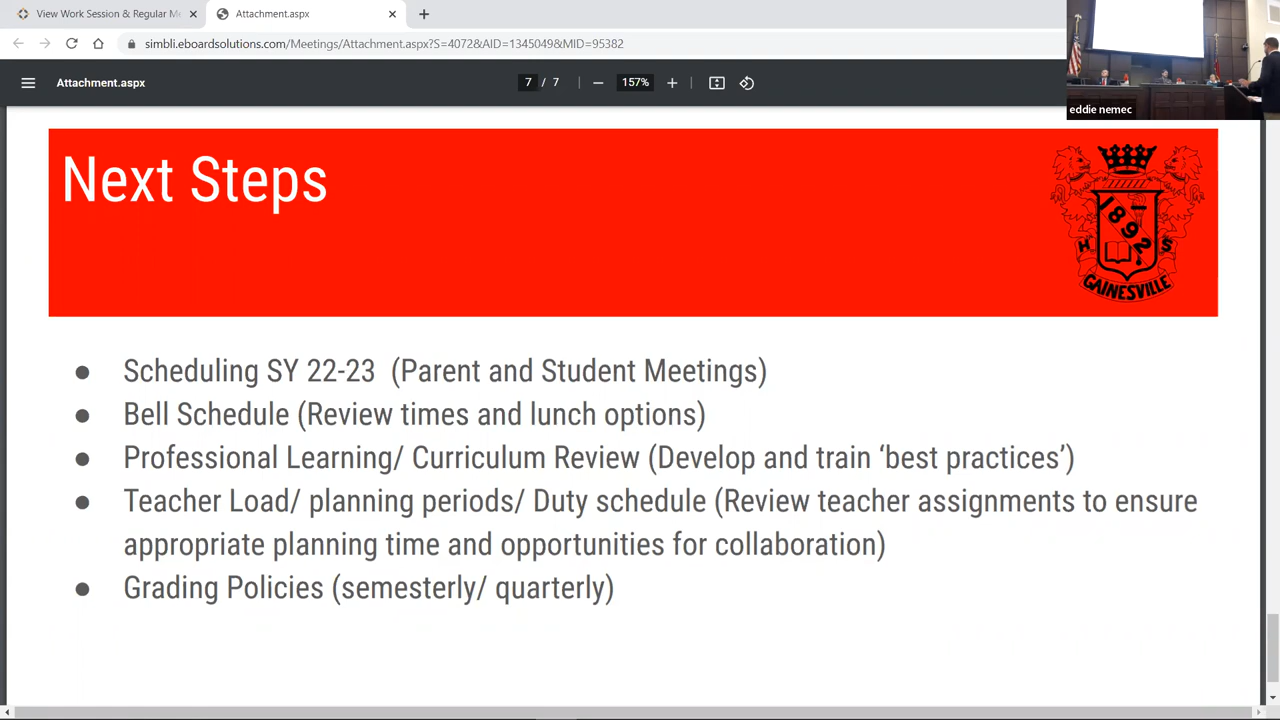 View Work Session & Regular Me
Attachment.aspx
simbli.eboardsolutions.com/Meetings/Attachment.aspx?S=4072&AID=1345049&MID=95382
Attachment.aspx
7 / 7
157%
eddie nemec
Next Steps
1892
H S
GAINESVILLE
● Scheduling SY 22-23 (Parent and Student Meetings)
● Bell Schedule (Review times and lunch options)
● Professional Learning/ Curriculum Review (Develop and train ‘best practices’)
● Teacher Load/ planning periods/ Duty schedule (Review teacher assignments to ensure
appropriate planning time and opportunities for collaboration)
● Grading Policies (semesterly/ quarterly)